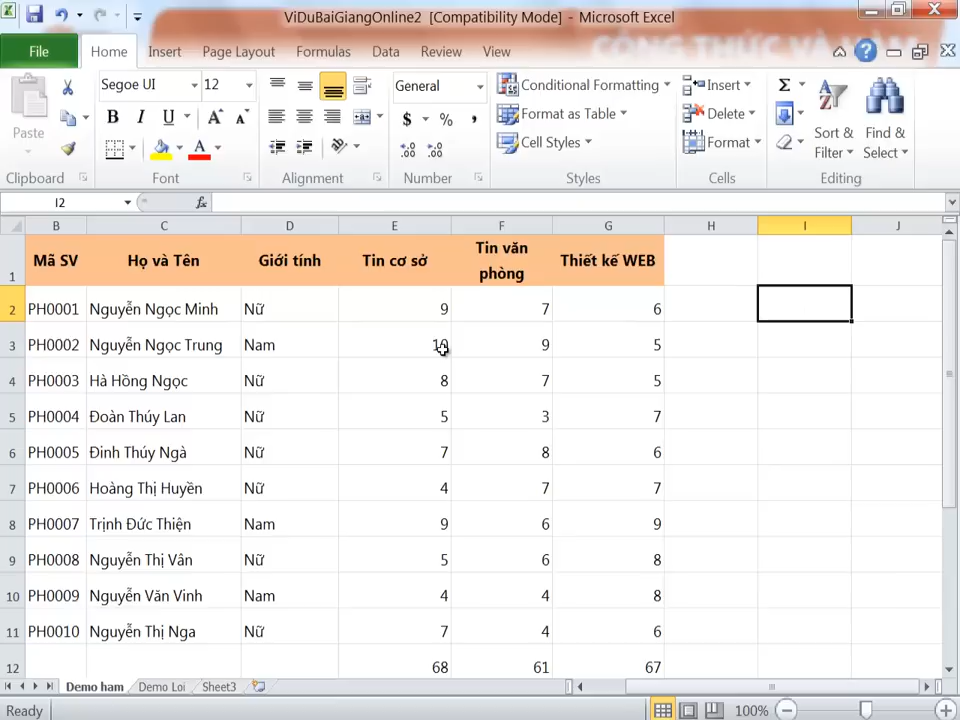 ViDuBaiGiangOnline2 [Compatibility Mode] - Microsoft Excel
File Home Insert Page Layout Formulas Data Review View
Paste
Segoe UI 12
B I U A A
A
General
$ % ,
Conditional Formatting
Format as Table
Cell Styles
Insert
Delete
Format
Σ
Sort & Filter
Find & Select
Clipboard Font Alignment Number Styles Cells Editing
I2 fx
B C D E F G H I J
1 Mã SV Họ và Tên Giới tính Tin cơ sở Tin văn phòng Thiết kế WEB
2 PH0001 Nguyễn Ngọc Minh Nữ 9 7 6
3 PH0002 Nguyễn Ngọc Trung Nam 10 9 5
4 PH0003 Hà Hồng Ngọc Nữ 8 7 5
5 PH0004 Đoàn Thúy Lan Nữ 5 3 7
6 PH0005 Đinh Thúy Ngà Nữ 7 8 6
7 PH0006 Hoàng Thị Huyền Nữ 4 7 7
8 PH0007 Trịnh Đức Thiện Nam 9 6 9
9 PH0008 Nguyễn Thị Vân Nữ 5 6 8
10 PH0009 Nguyễn Văn Vinh Nam 4 4 8
11 PH0010 Nguyễn Thị Nga Nữ 7 4 6
12 68 61 67
Demo ham Demo Loi Sheet3
Ready 100%